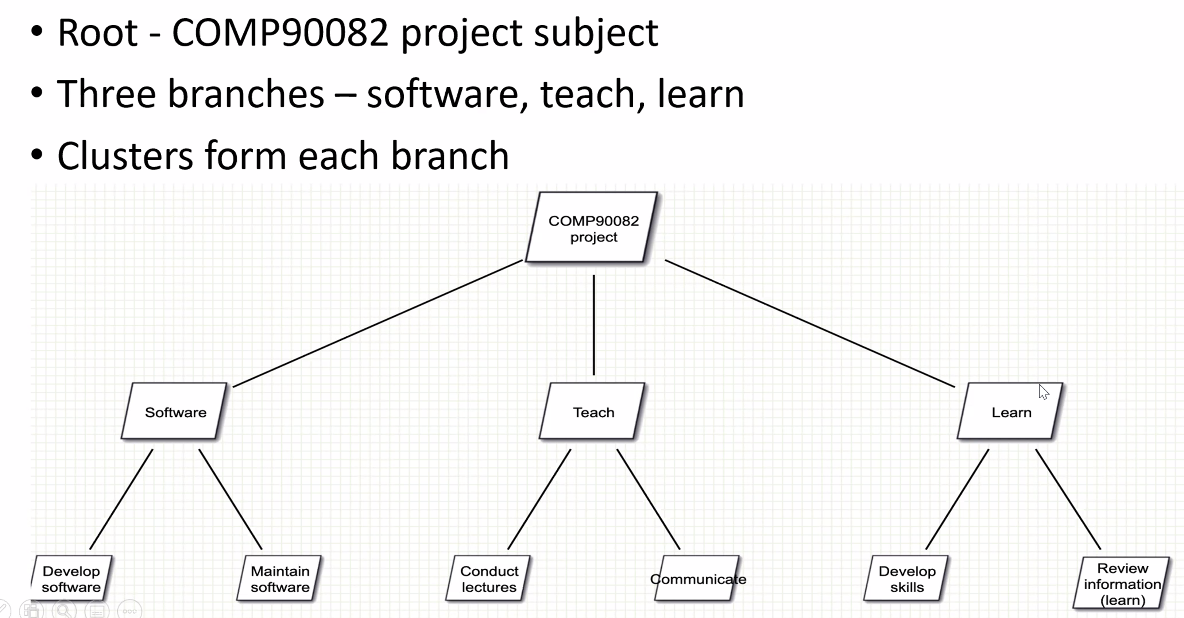 • Root - COMP90082 project subject
• Three branches – software, teach, learn
• Clusters form each branch
COMP90082
project
Software
Teach
Learn
Develop
software
Maintain
software
Conduct
lectures
Communicate
Develop
skills
Review
information
(learn)